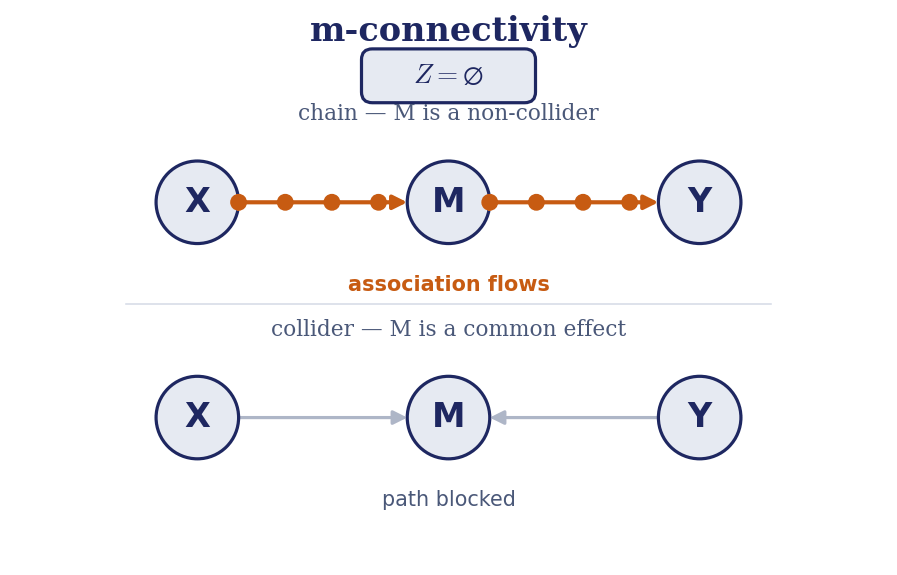 m-connectivity
Z = ∅
chain — M is a non-collider
X M Y
association flows
collider — M is a common effect
X M Y
path blocked